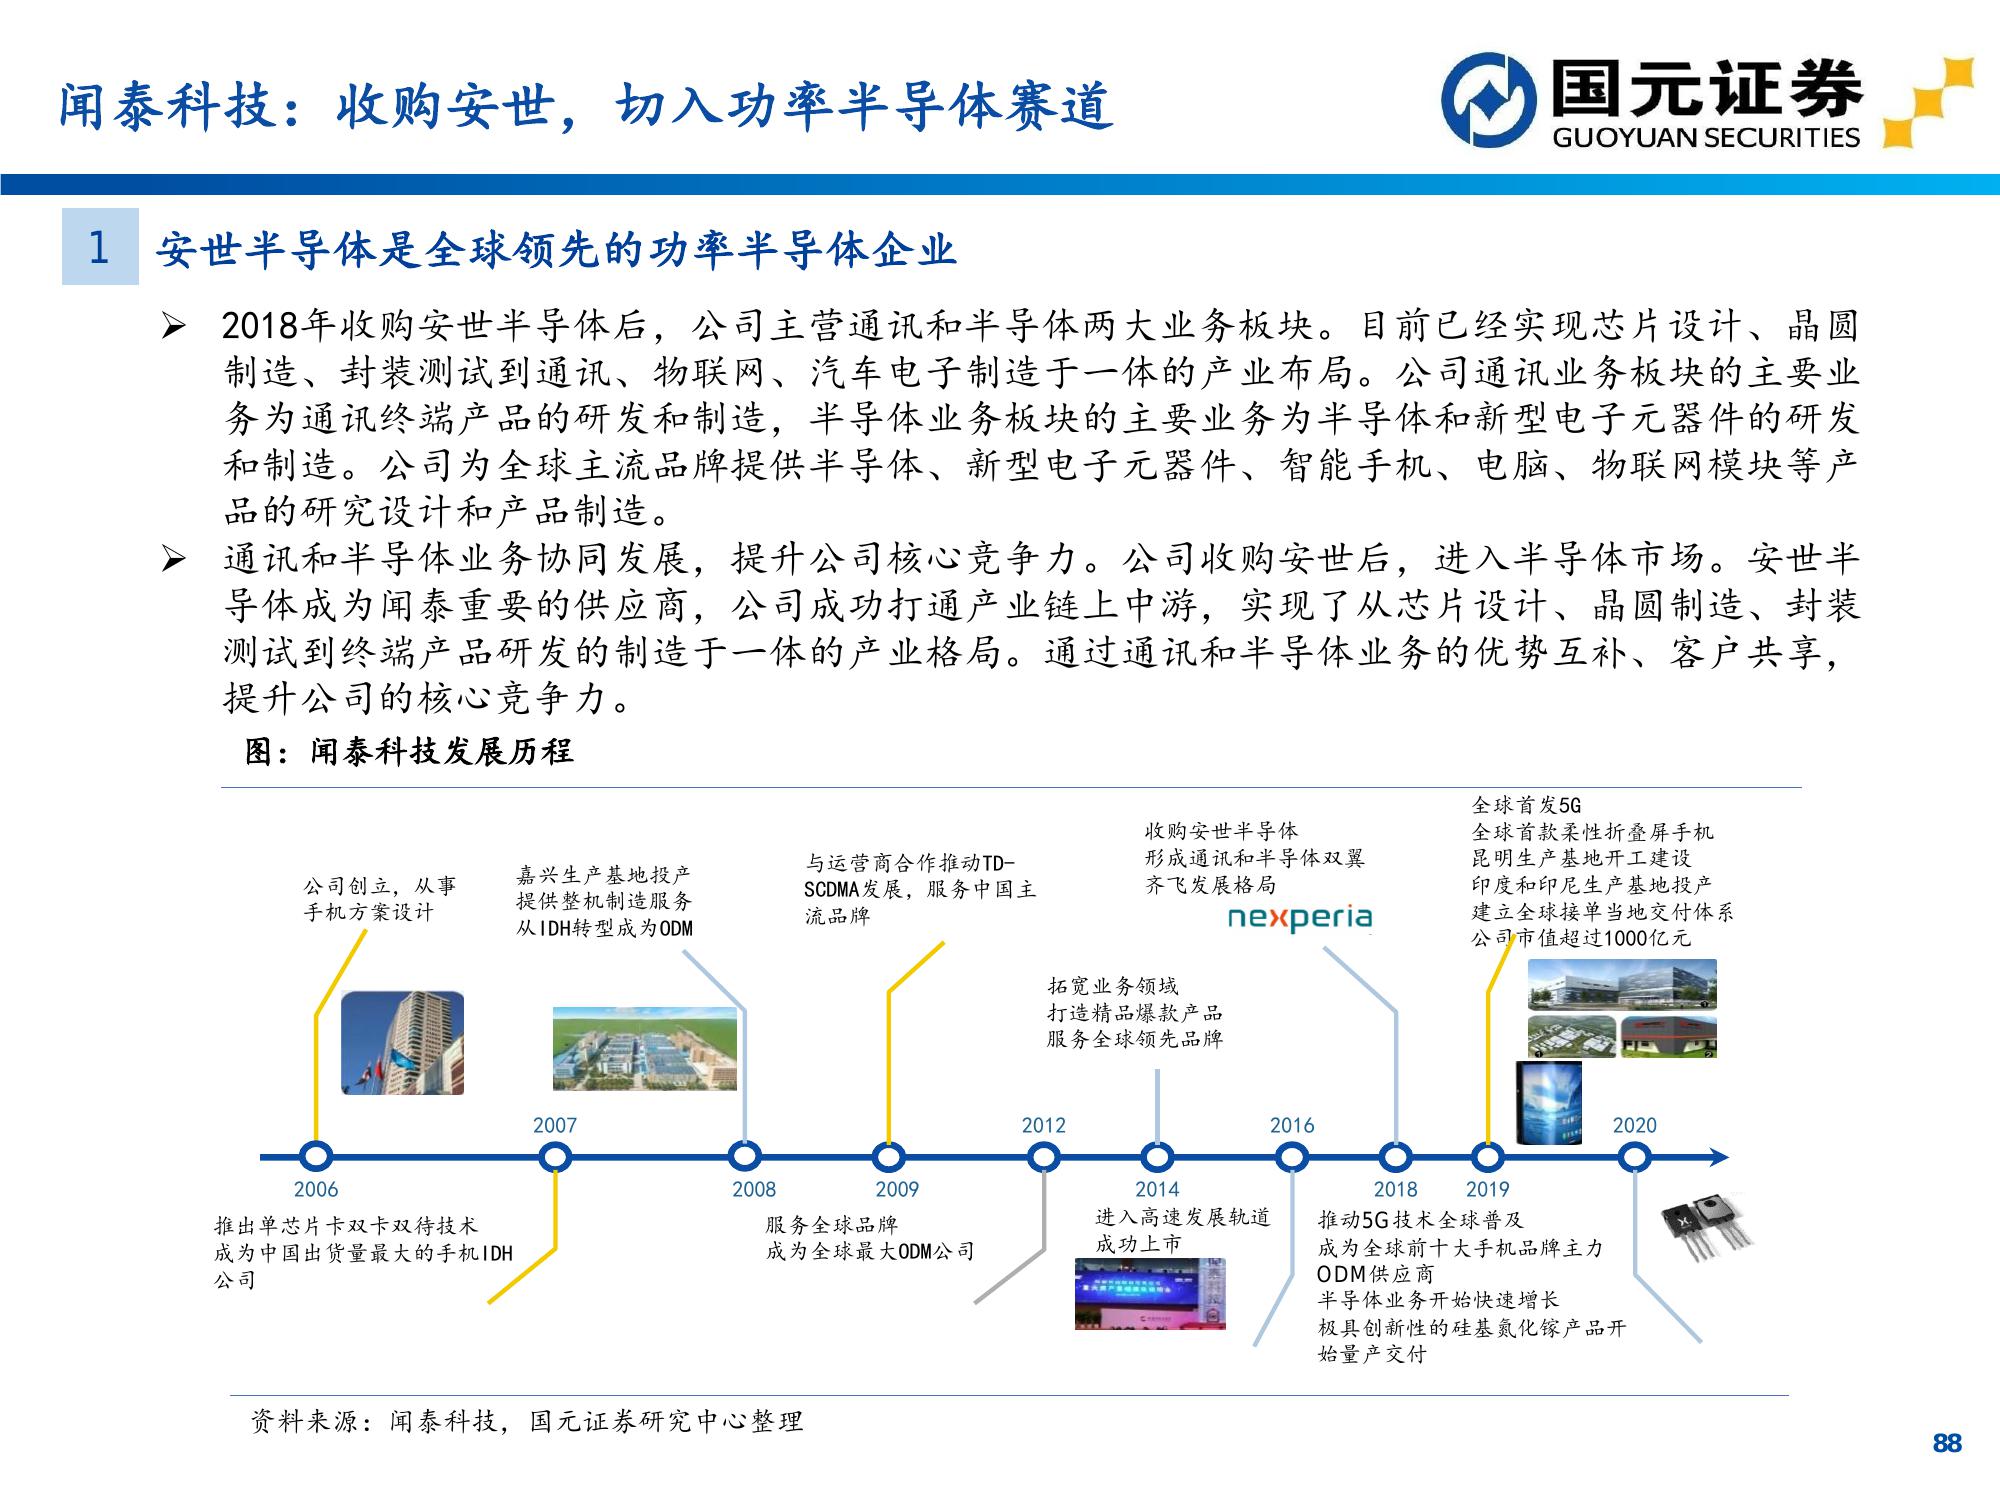 闻泰科技：收购安世，切入功率半导体赛道
国元证券
GUOYUAN SECURITIES
1
安世半导体是全球领先的功率半导体企业
➢ 2018年收购安世半导体后，公司主营通讯和半导体两大业务板块。目前已经实现芯片设计、晶圆
制造、封装测试到通讯、物联网、汽车电子制造于一体的产业布局。公司通讯业务板块的主要业
务为通讯终端产品的研发和制造，半导体业务板块的主要业务为半导体和新型电子元器件的研发
和制造。公司为全球主流品牌提供半导体、新型电子元器件、智能手机、电脑、物联网模块等产
品的研究设计和产品制造。
➢ 通讯和半导体业务协同发展，提升公司核心竞争力。公司收购安世后，进入半导体市场。安世半
导体成为闻泰重要的供应商，公司成功打通产业链上中游，实现了从芯片设计、晶圆制造、封装
测试到终端产品研发的制造于一体的产业格局。通过通讯和半导体业务的优势互补、客户共享，
提升公司的核心竞争力。
图：闻泰科技发展历程
公司创立，从事
手机方案设计
嘉兴生产基地投产
提供整机制造服务
从IDH转型成为ODM
与运营商合作推动TD-
SCDMA发展，服务中国主
流品牌
拓宽业务领域
打造精品爆款产品
服务全球领先品牌
收购安世半导体
形成通讯和半导体双翼
齐飞发展格局
nexperia
全球首发5G
全球首款柔性折叠屏手机
昆明生产基地开工建设
印度和印尼生产基地投产
建立全球接单当地交付体系
公司市值超过1000亿元
2007
2012
2016
2020
2006
2008
2009
2014
2018
2019
推出单芯片卡双卡双待技术
成为中国出货量最大的手机IDH
公司
服务全球品牌
成为全球最大ODM公司
进入高速发展轨道
成功上市
推动5G技术全球普及
成为全球前十大手机品牌主力
ODM供应商
半导体业务开始快速增长
极具创新性的硅基氮化镓产品开
始量产交付
资料来源：闻泰科技，国元证券研究中心整理
88